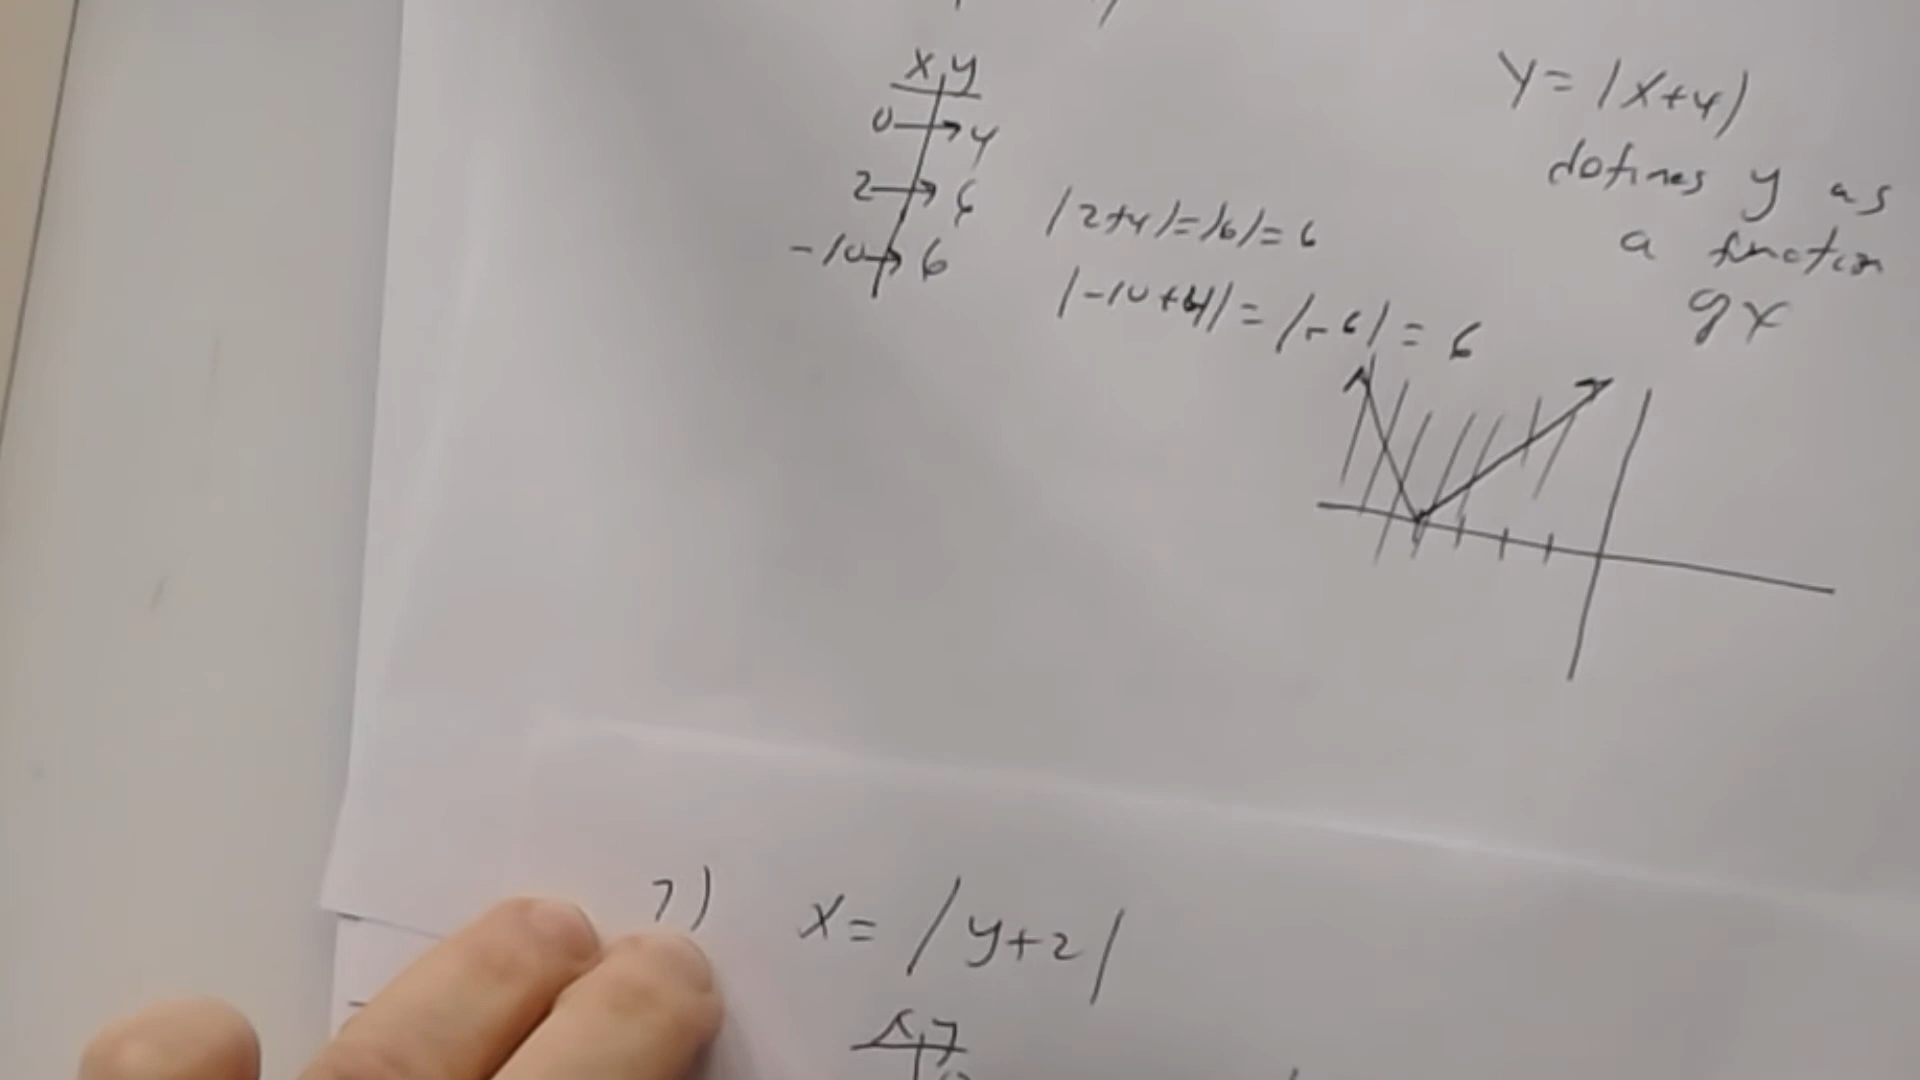 x y
0 → 4
2 → 6
-10 → 6
|2+4|=|6|=6
|-10+4|=|-6|=6
y=|x+4|
defines y as
a function
9x
7) x=|y+2|
x y